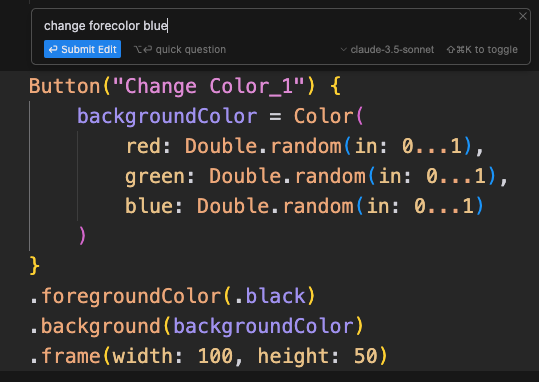 change forecolor blue
⏎ Submit Edit ⌥⏎ quick question claude-3.5-sonnet ⇧⌘K to toggle
Button("Change Color_1") {
backgroundColor = Color(
red: Double.random(in: 0...1),
green: Double.random(in: 0...1),
blue: Double.random(in: 0...1)
)
}
.foregroundColor(.black)
.background(backgroundColor)
.frame(width: 100, height: 50)